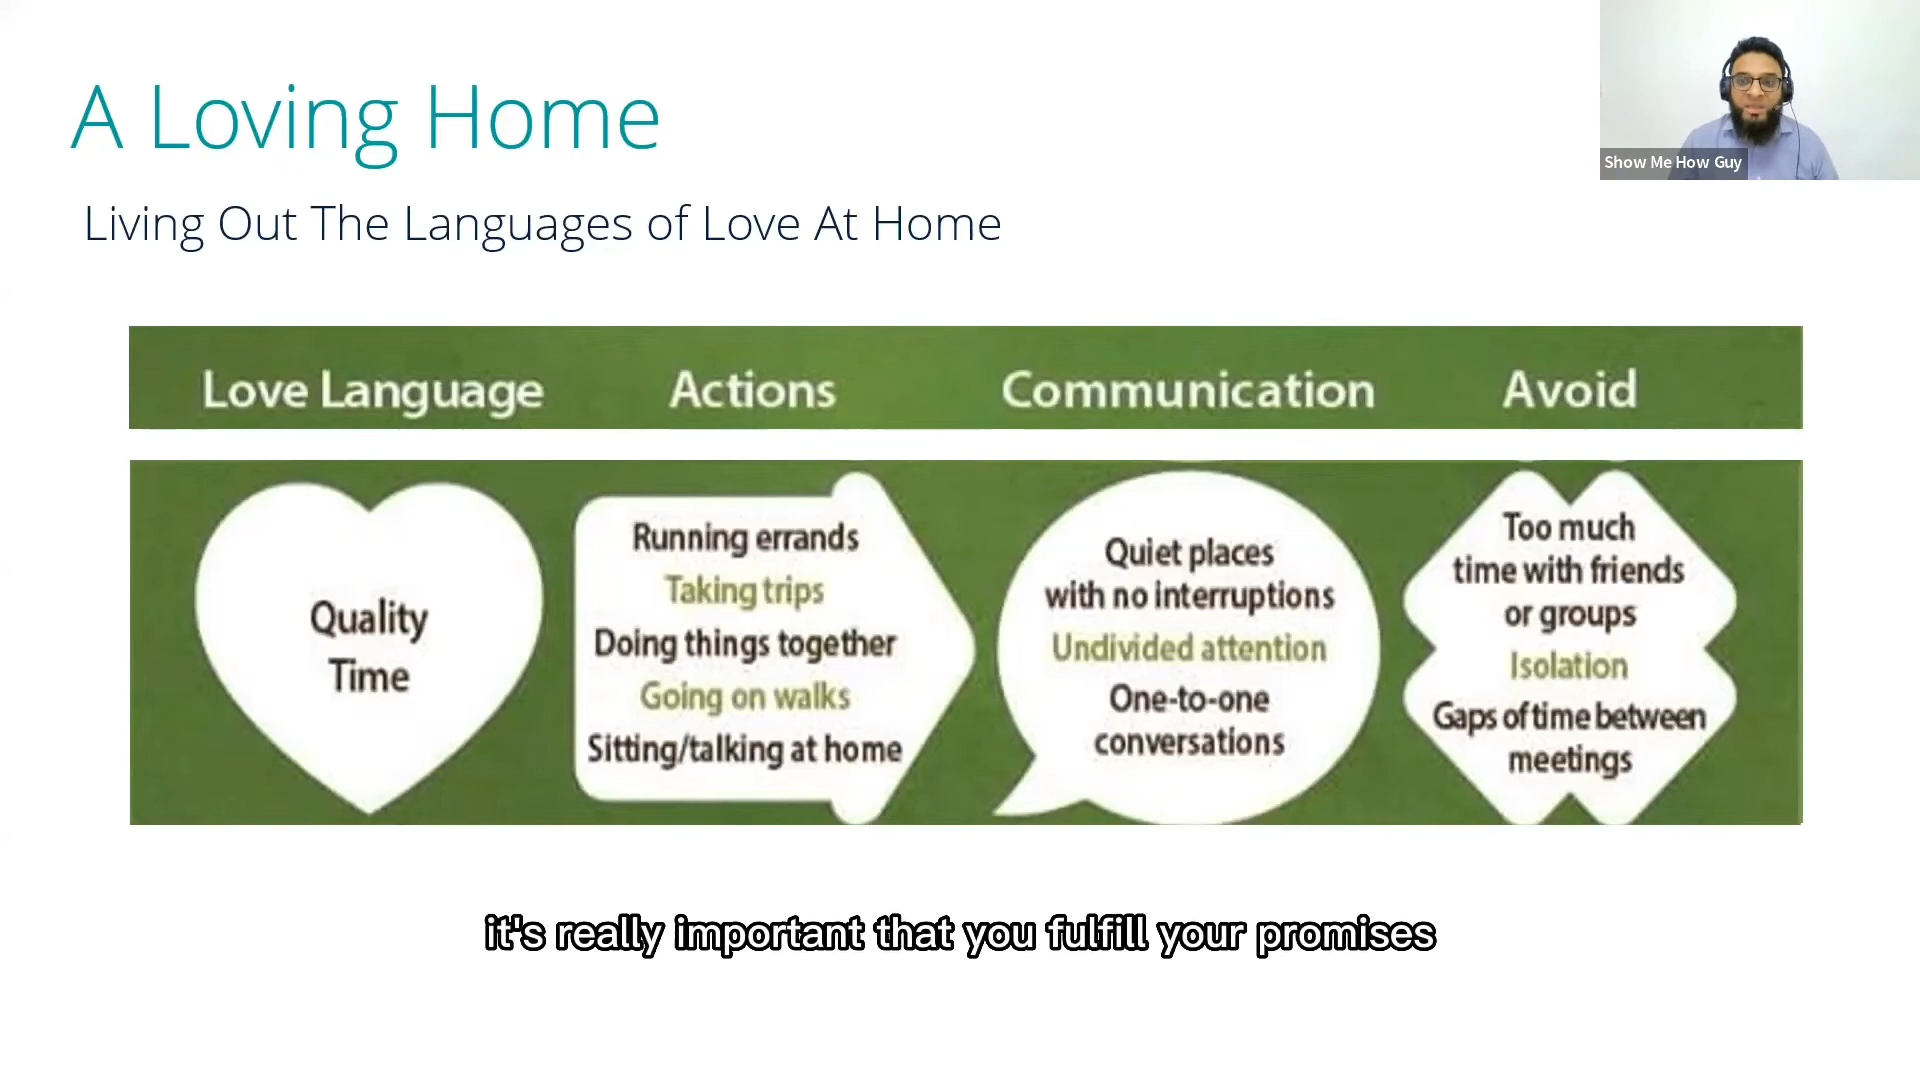 A Loving Home
Show Me How Guy
Living Out The Languages of Love At Home
Love Language
Actions
Communication
Avoid
Quality
Time
Running errands
Taking trips
Doing things together
Going on walks
Sitting/talking at home
Quiet places
with no interruptions
Undivided attention
One-to-one
conversations
Too much
time with friends
or groups
Isolation
Gaps of time between
meetings
it's really important that you fulfill your promises